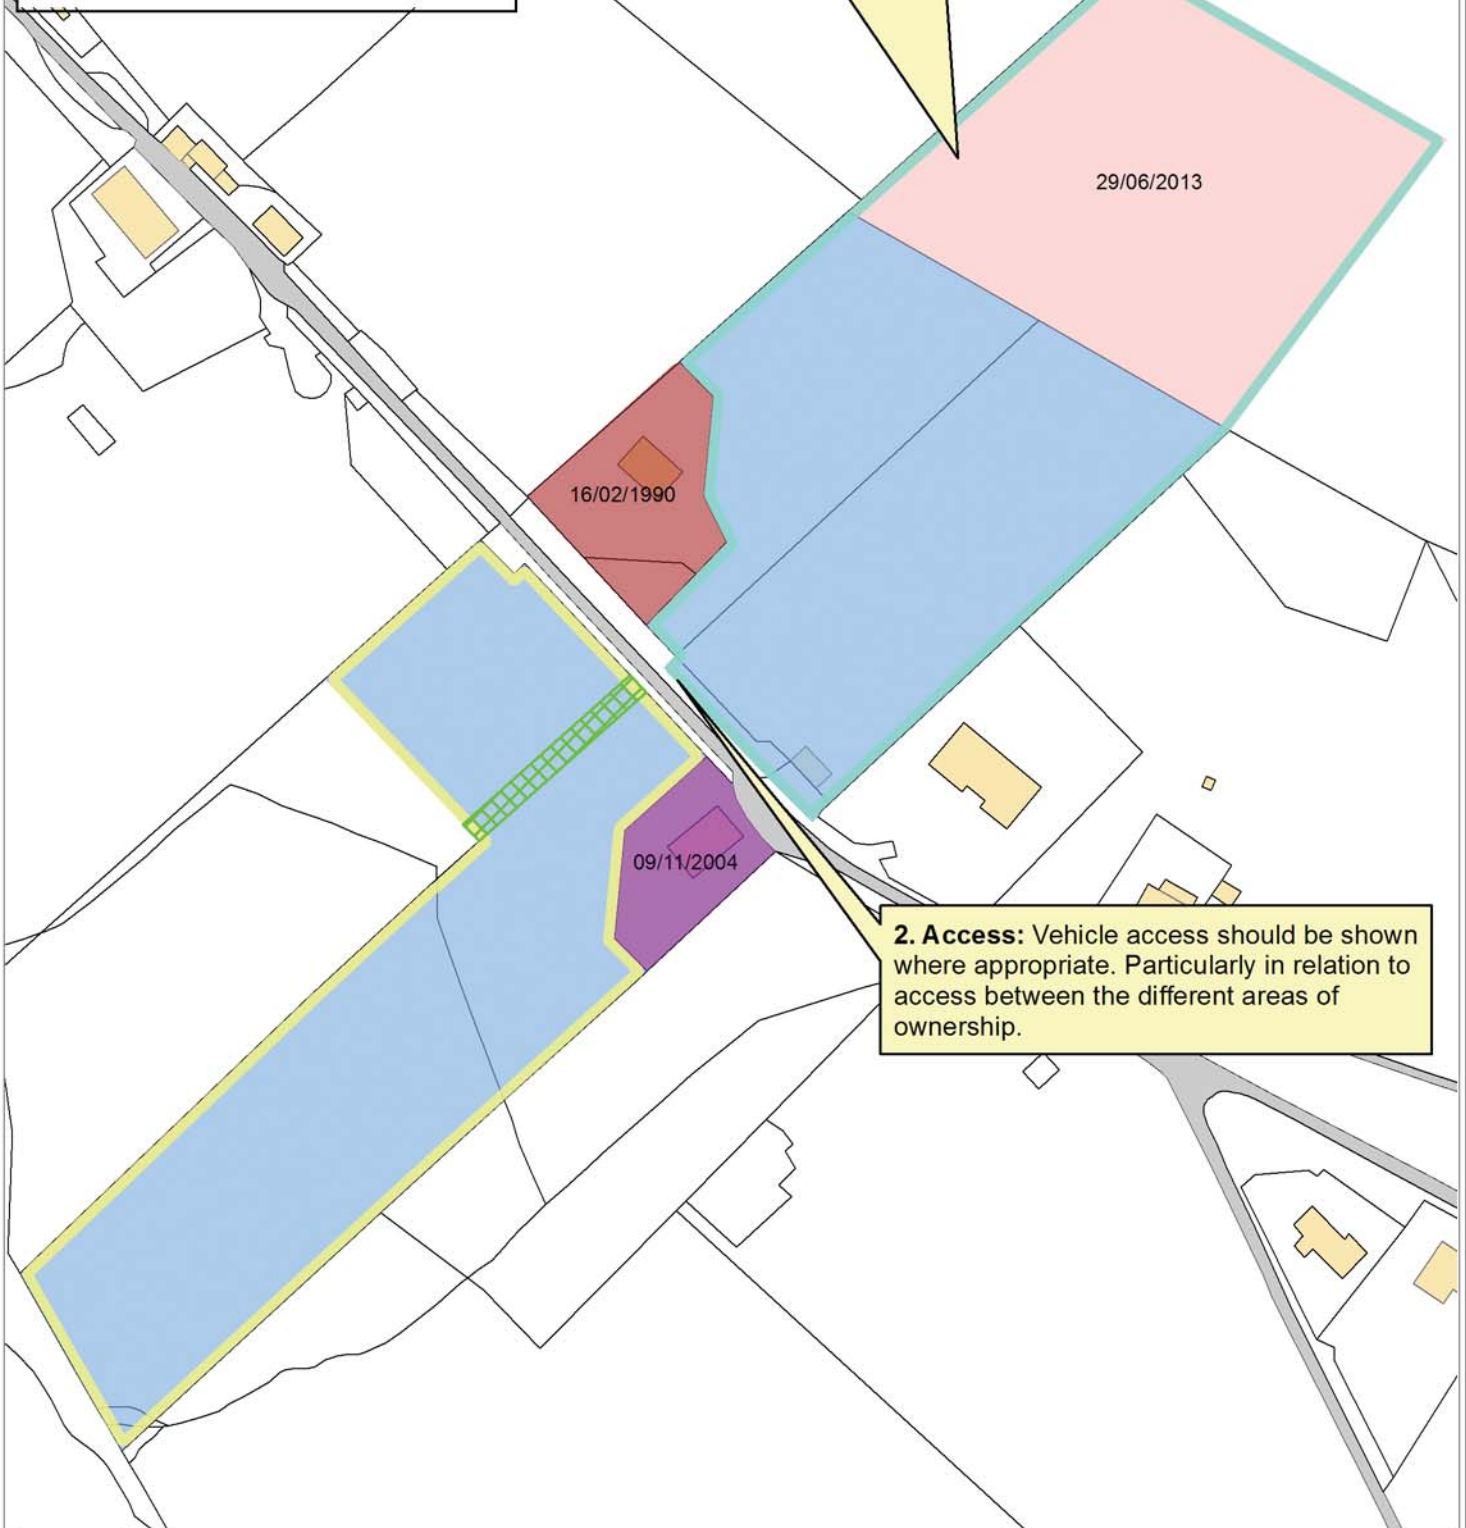 29/06/2013
16/02/1990
09/11/2004
2. Access: Vehicle access should be shown
where appropriate. Particularly in relation to
access between the different areas of
ownership.